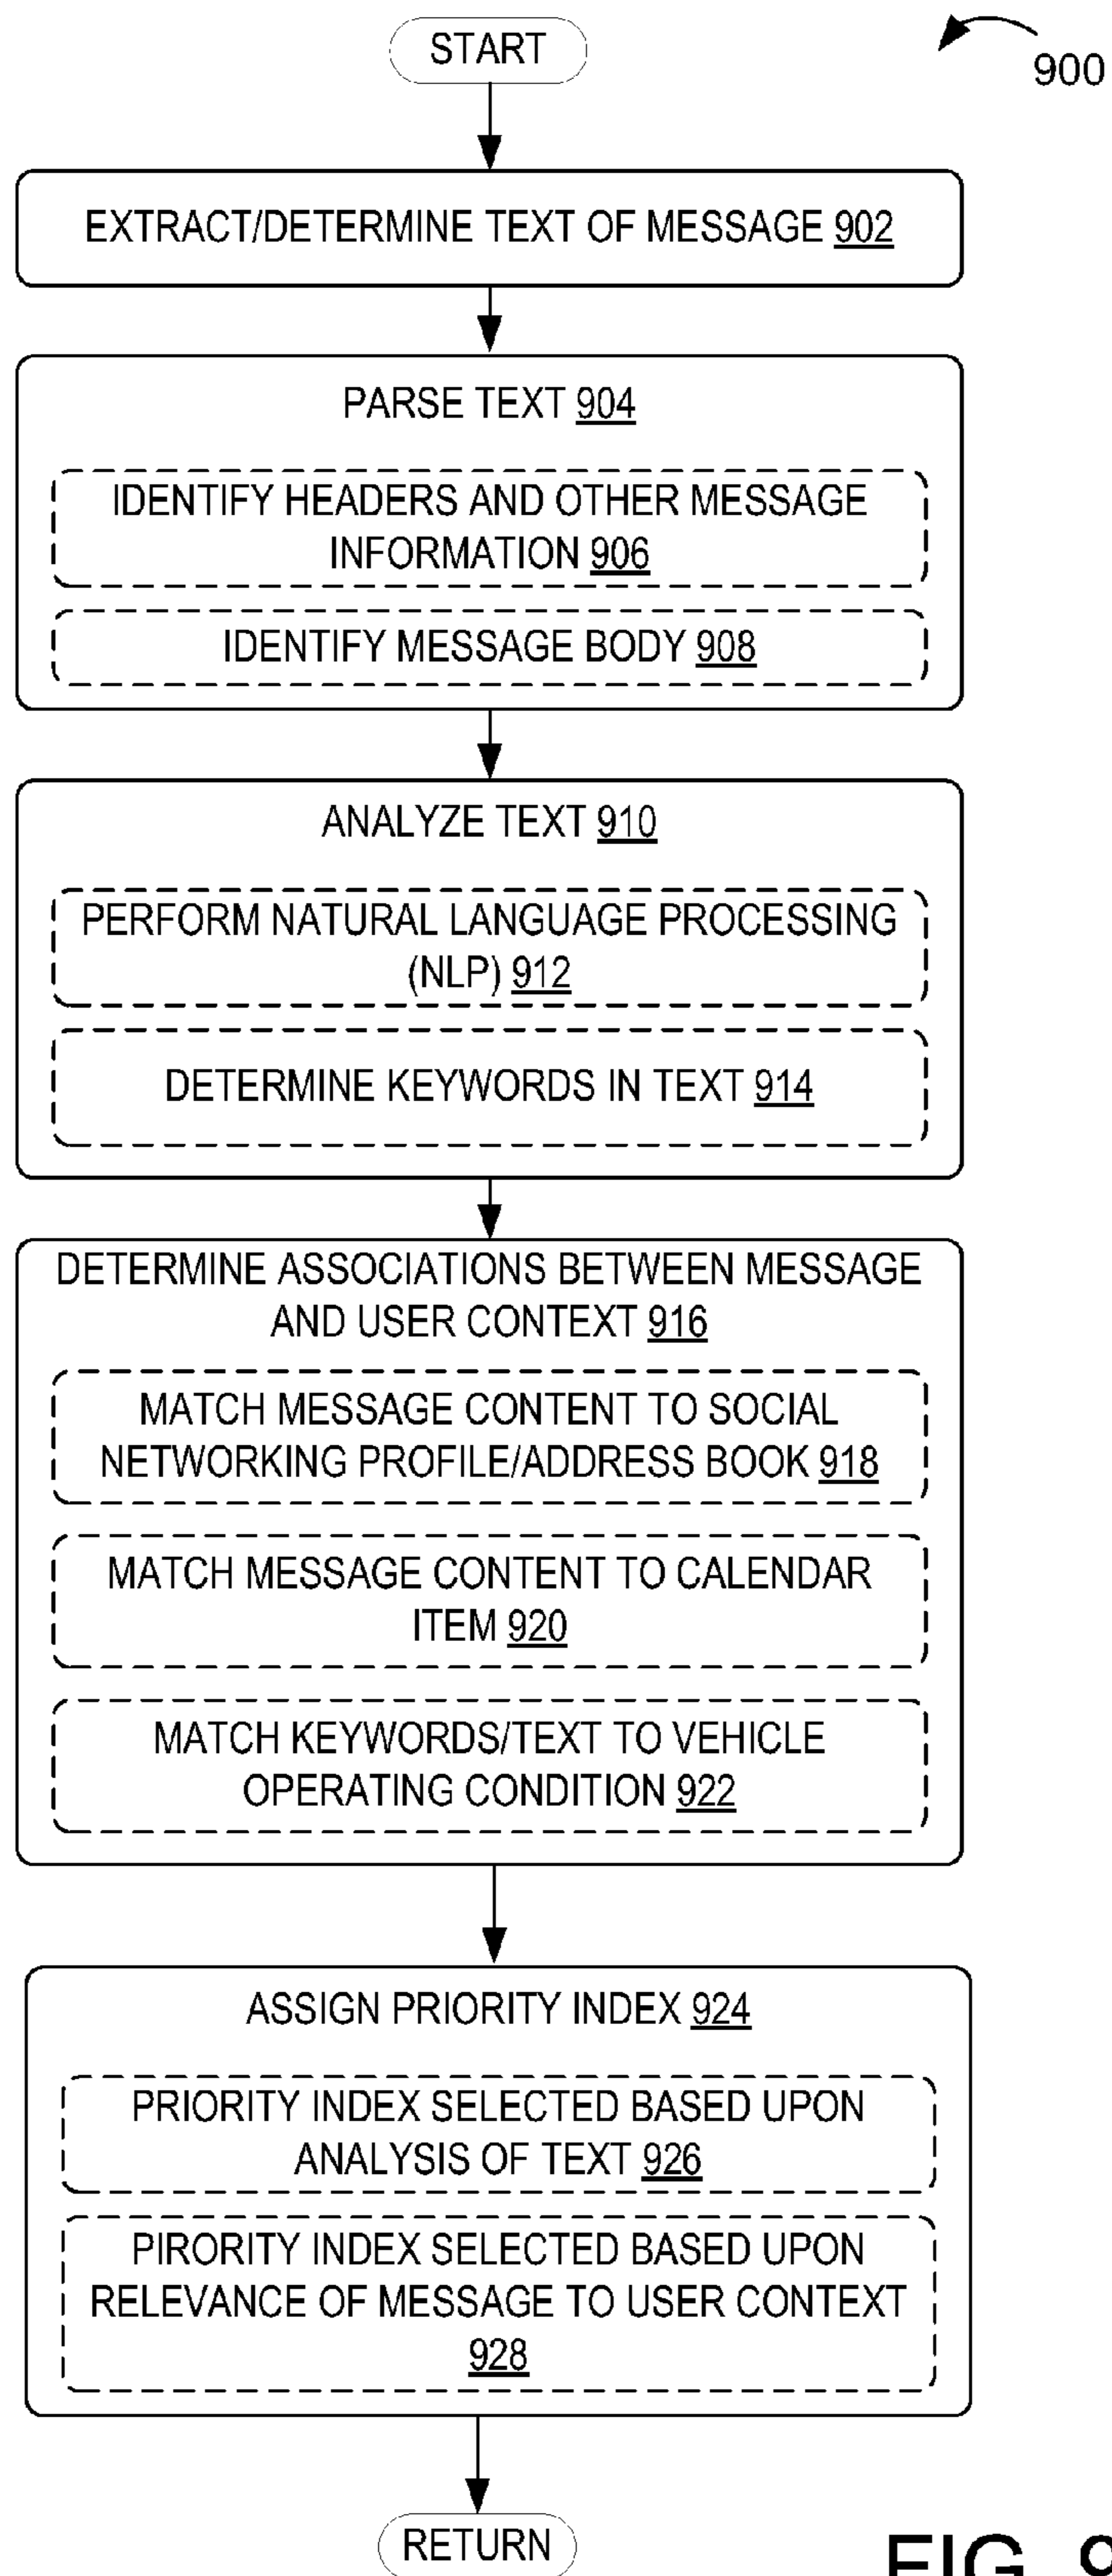 START
900
EXTRACT/DETERMINE TEXT OF MESSAGE 902
PARSE TEXT 904
IDENTIFY HEADERS AND OTHER MESSAGE
INFORMATION 906
IDENTIFY MESSAGE BODY 908
ANALYZE TEXT 910
PERFORM NATURAL LANGUAGE PROCESSING
(NLP) 912
DETERMINE KEYWORDS IN TEXT 914
DETERMINE ASSOCIATIONS BETWEEN MESSAGE
AND USER CONTEXT 916
MATCH MESSAGE CONTENT TO SOCIAL
NETWORKING PROFILE/ADDRESS BOOK 918
MATCH MESSAGE CONTENT TO CALENDAR
ITEM 920
MATCH KEYWORDS/TEXT TO VEHICLE
OPERATING CONDITION 922
ASSIGN PRIORITY INDEX 924
PRIORITY INDEX SELECTED BASED UPON
ANALYSIS OF TEXT 926
PIRORITY INDEX SELECTED BASED UPON
RELEVANCE OF MESSAGE TO USER CONTEXT
928
RETURN
FIG. 9